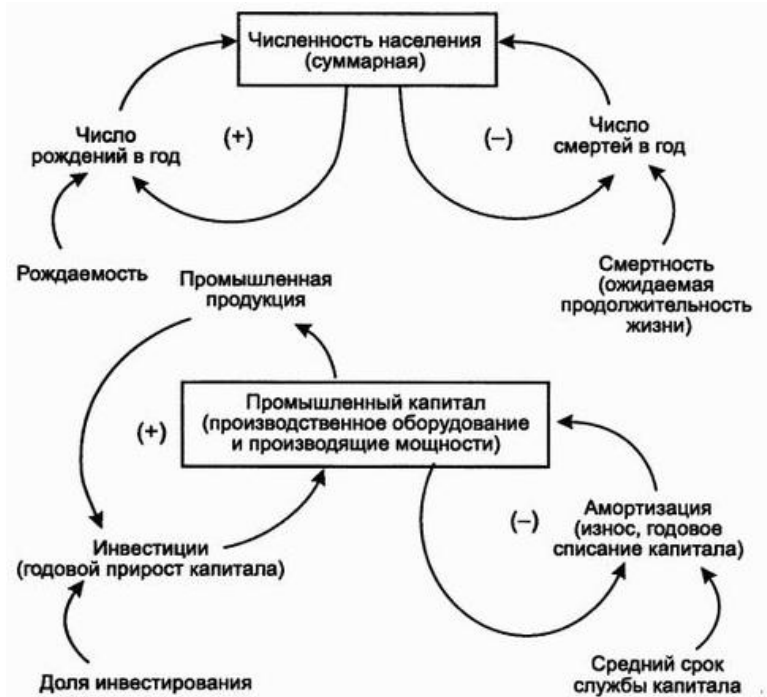 Численность населения
(суммарная)
Число
рождений в год
(+)
(–)
Число
смертей в год
Рождаемость
Смертность
(ожидаемая
продолжительность
жизни)
Промышленная
продукция
Промышленный капитал
(производственное оборудование
и производящие мощности)
(+)
(–)
Амортизация
(износ, годовое
списание капитала)
Инвестиции
(годовой прирост капитала)
Доля инвестирования
Средний срок
службы капитала